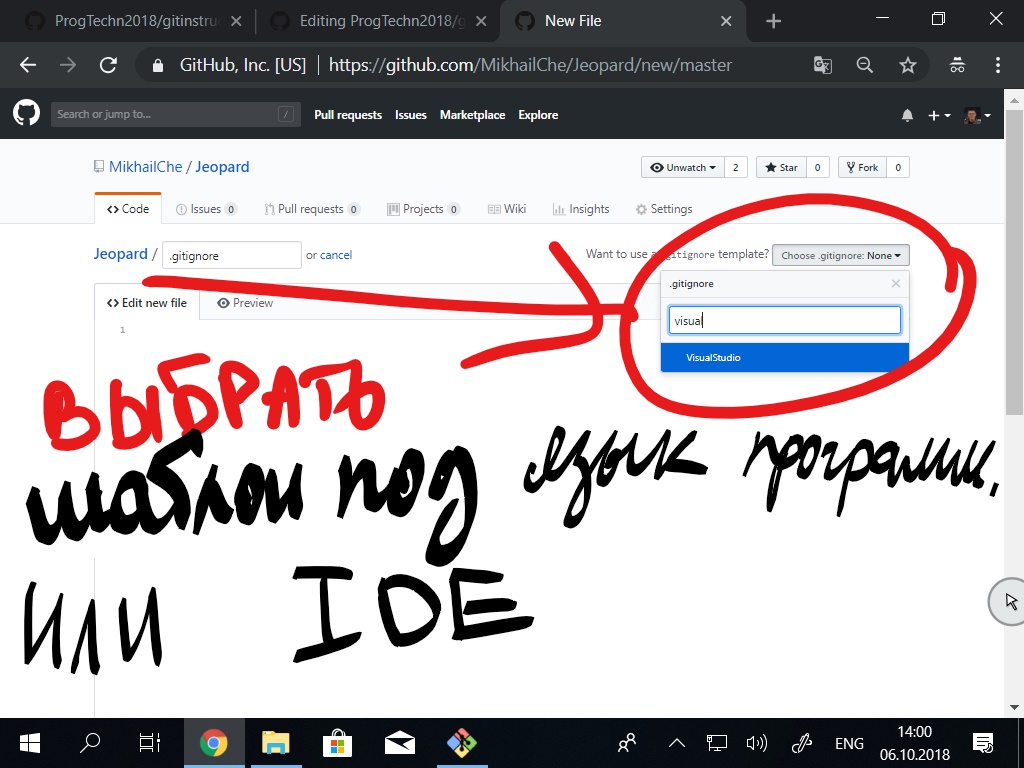 ProgTechn2018/gitinstru
Editing ProgTechn2018/g
New File
GitHub, Inc. [US] | https://github.com/MikhailChe/Jeopard/new/master
Search or jump to... / Pull requests Issues Marketplace Explore
MikhailChe / Jeopard Unwatch 2 Star 0 Fork 0
Code Issues 0 Pull requests 0 Projects 0 Wiki Insights Settings
Jeopard / .gitignore or cancel Want to use a .gitignore template? Choose .gitignore: None
.gitignore
Edit new file Preview
visual
1
VisualStudio
ВЫБРАТЬ
шаблон под язык программ.
ИЛИ IDE
ENG 14:00
06.10.2018